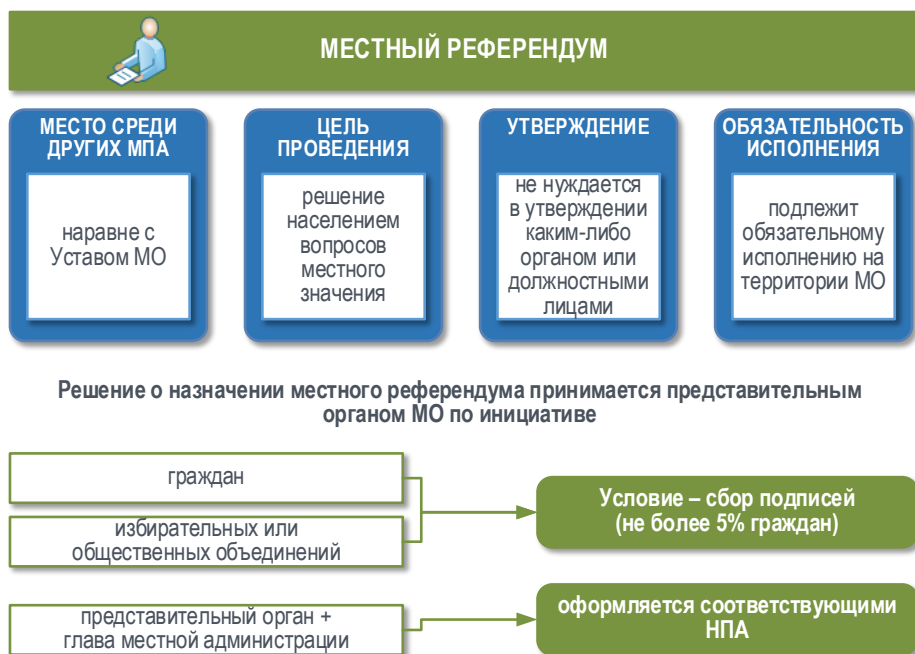 МЕСТНЫЙ РЕФЕРЕНДУМ
МЕСТО СРЕДИ
ДРУГИХ МПА
наравне с
Уставом МО
ЦЕЛЬ
ПРОВЕДЕНИЯ
решение
населением
вопросов
местного
значения
УТВЕРЖДЕНИЕ
не нуждается
в утверждении
каким-либо
органом или
должностными
лицами
ОБЯЗАТЕЛЬНОСТЬ
ИСПОЛНЕНИЯ
подлежит
обязательному
исполнению на
территории МО
Решение о назначении местного референдума принимается представительным
органом МО по инициативе
граждан
избирательных или
общественных объединений
Условие – сбор подписей
(не более 5% граждан)
представительный орган +
глава местной администрации
оформляется соответствующими
НПА